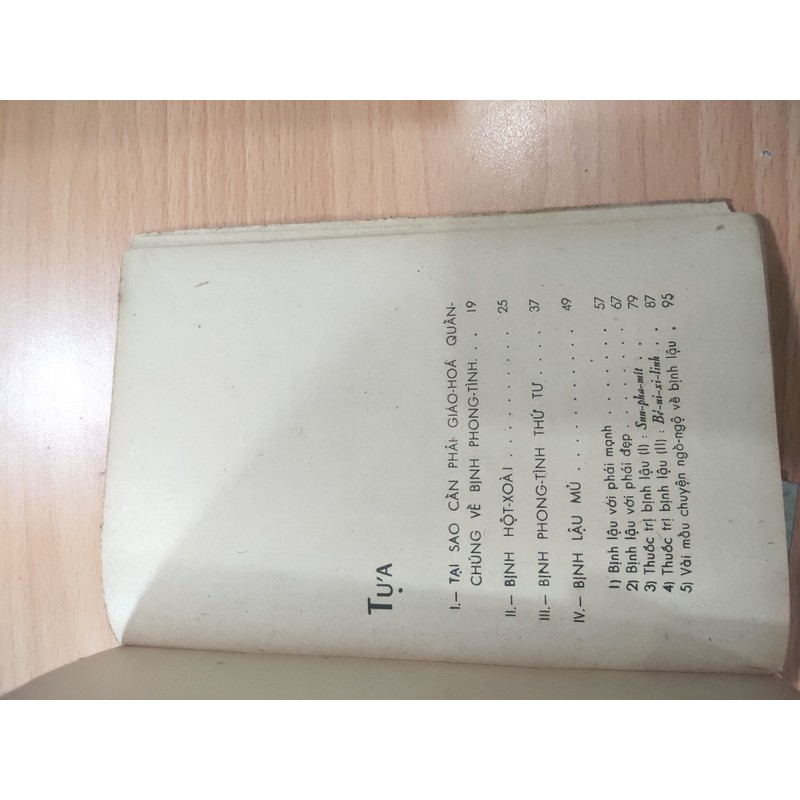 TỰA
I.— TẠI SAO CẦN PHẢI GIÁO-HOÁ QUẦN-
CHÚNG VỀ BỊNH PHONG-TÌNH. . . 19
II.— BỊNH HỘT-XOÀI . . . . . . . . . 25
III.— BỊNH PHONG-TÌNH THỨ TƯ . . . . 37
IV.— BỊNH LẬU MỦ . . . . . . . . . . 49
1) Bịnh lậu với phái mạnh . . . . . . . 57
2) Bịnh lậu với phái đẹp . . . . . . . . 67
3) Thuốc trị bịnh lậu (I) : Sun-pha-mít . . . 79
4) Thuốc trị bịnh lậu (II) : Bê-ni-xi-linh . . 87
5) Vài mẩu chuyện ngồ-ngộ về bịnh lậu . 95